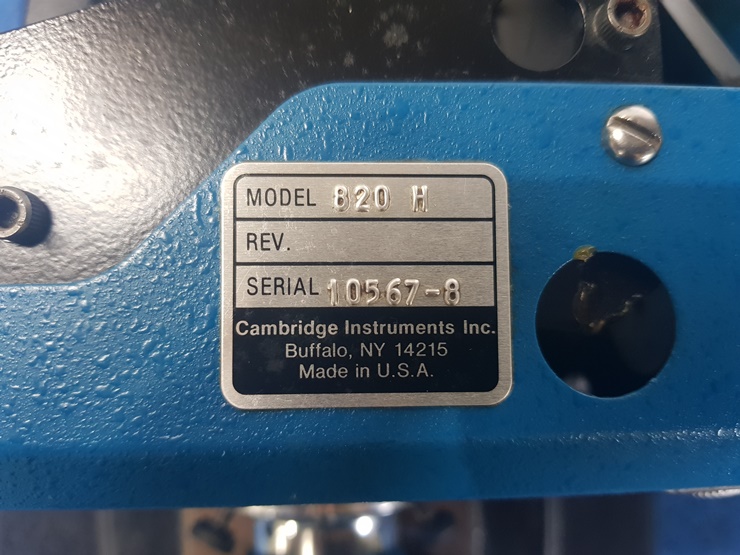 MODEL 820 H
REV.
SERIAL 10567-8
Cambridge Instruments Inc.
Buffalo, NY 14215
Made in U.S.A.